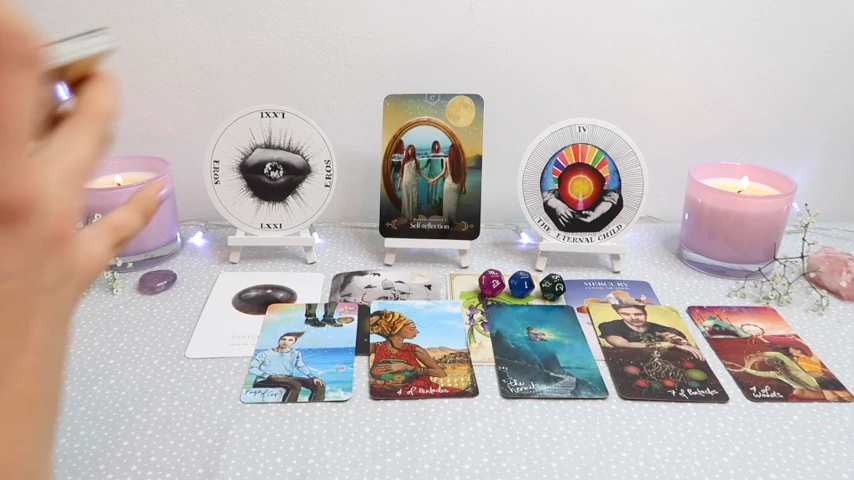 LXXI
EROS
EROS
LXXI
Self-reflection
IV
THE ETERNAL CHILD
MERCURY
Page of Cups
4 of Pentacles
the hermit
7 of Pentacles
7 of Wands